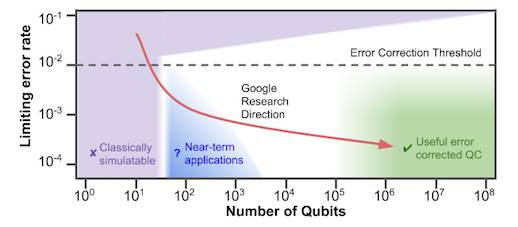 Limiting error rate
10⁻¹
10⁻²
10⁻³
10⁻⁴
Error Correction Threshold
Google
Research
Direction
✘ Classically
simulatable
? Near-term
applications
✔ Useful error
corrected QC
10⁰ 10¹ 10² 10³ 10⁴ 10⁵ 10⁶ 10⁷ 10⁸
Number of Qubits